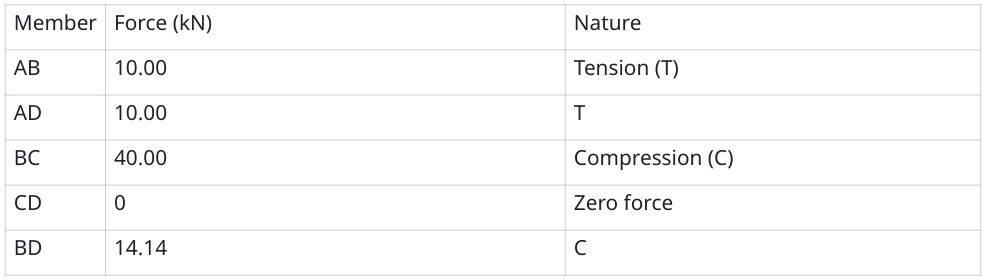 Member Force (kN) Nature
AB 10.00 Tension (T)
AD 10.00 T
BC 40.00 Compression (C)
CD 0 Zero force
BD 14.14 C